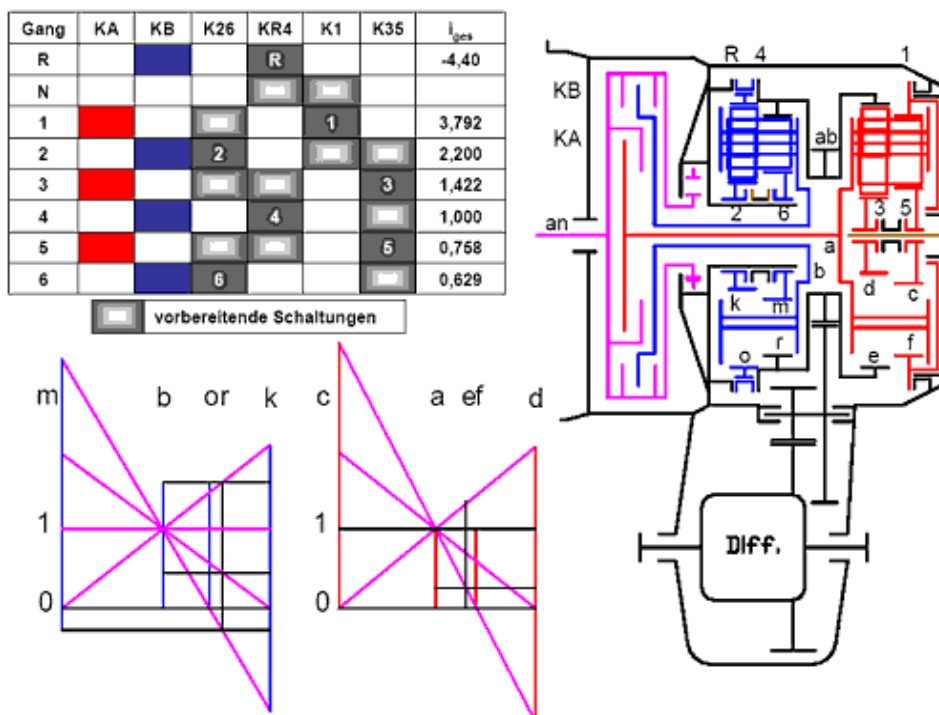 Gang KA KB K26 KR4 K1 K35 i_ges
R R -4,40
N
1 1 3,792
2 2 2,200
3 3 1,422
4 4 1,000
5 5 0,758
6 6 0,629
vorbereitende Schaltungen
R 4 1
KB
KA
ab
an
2 6 3 5
a
b
k m d c
o r e f
Diff.
m b or k c a ef d
1 1
0 0